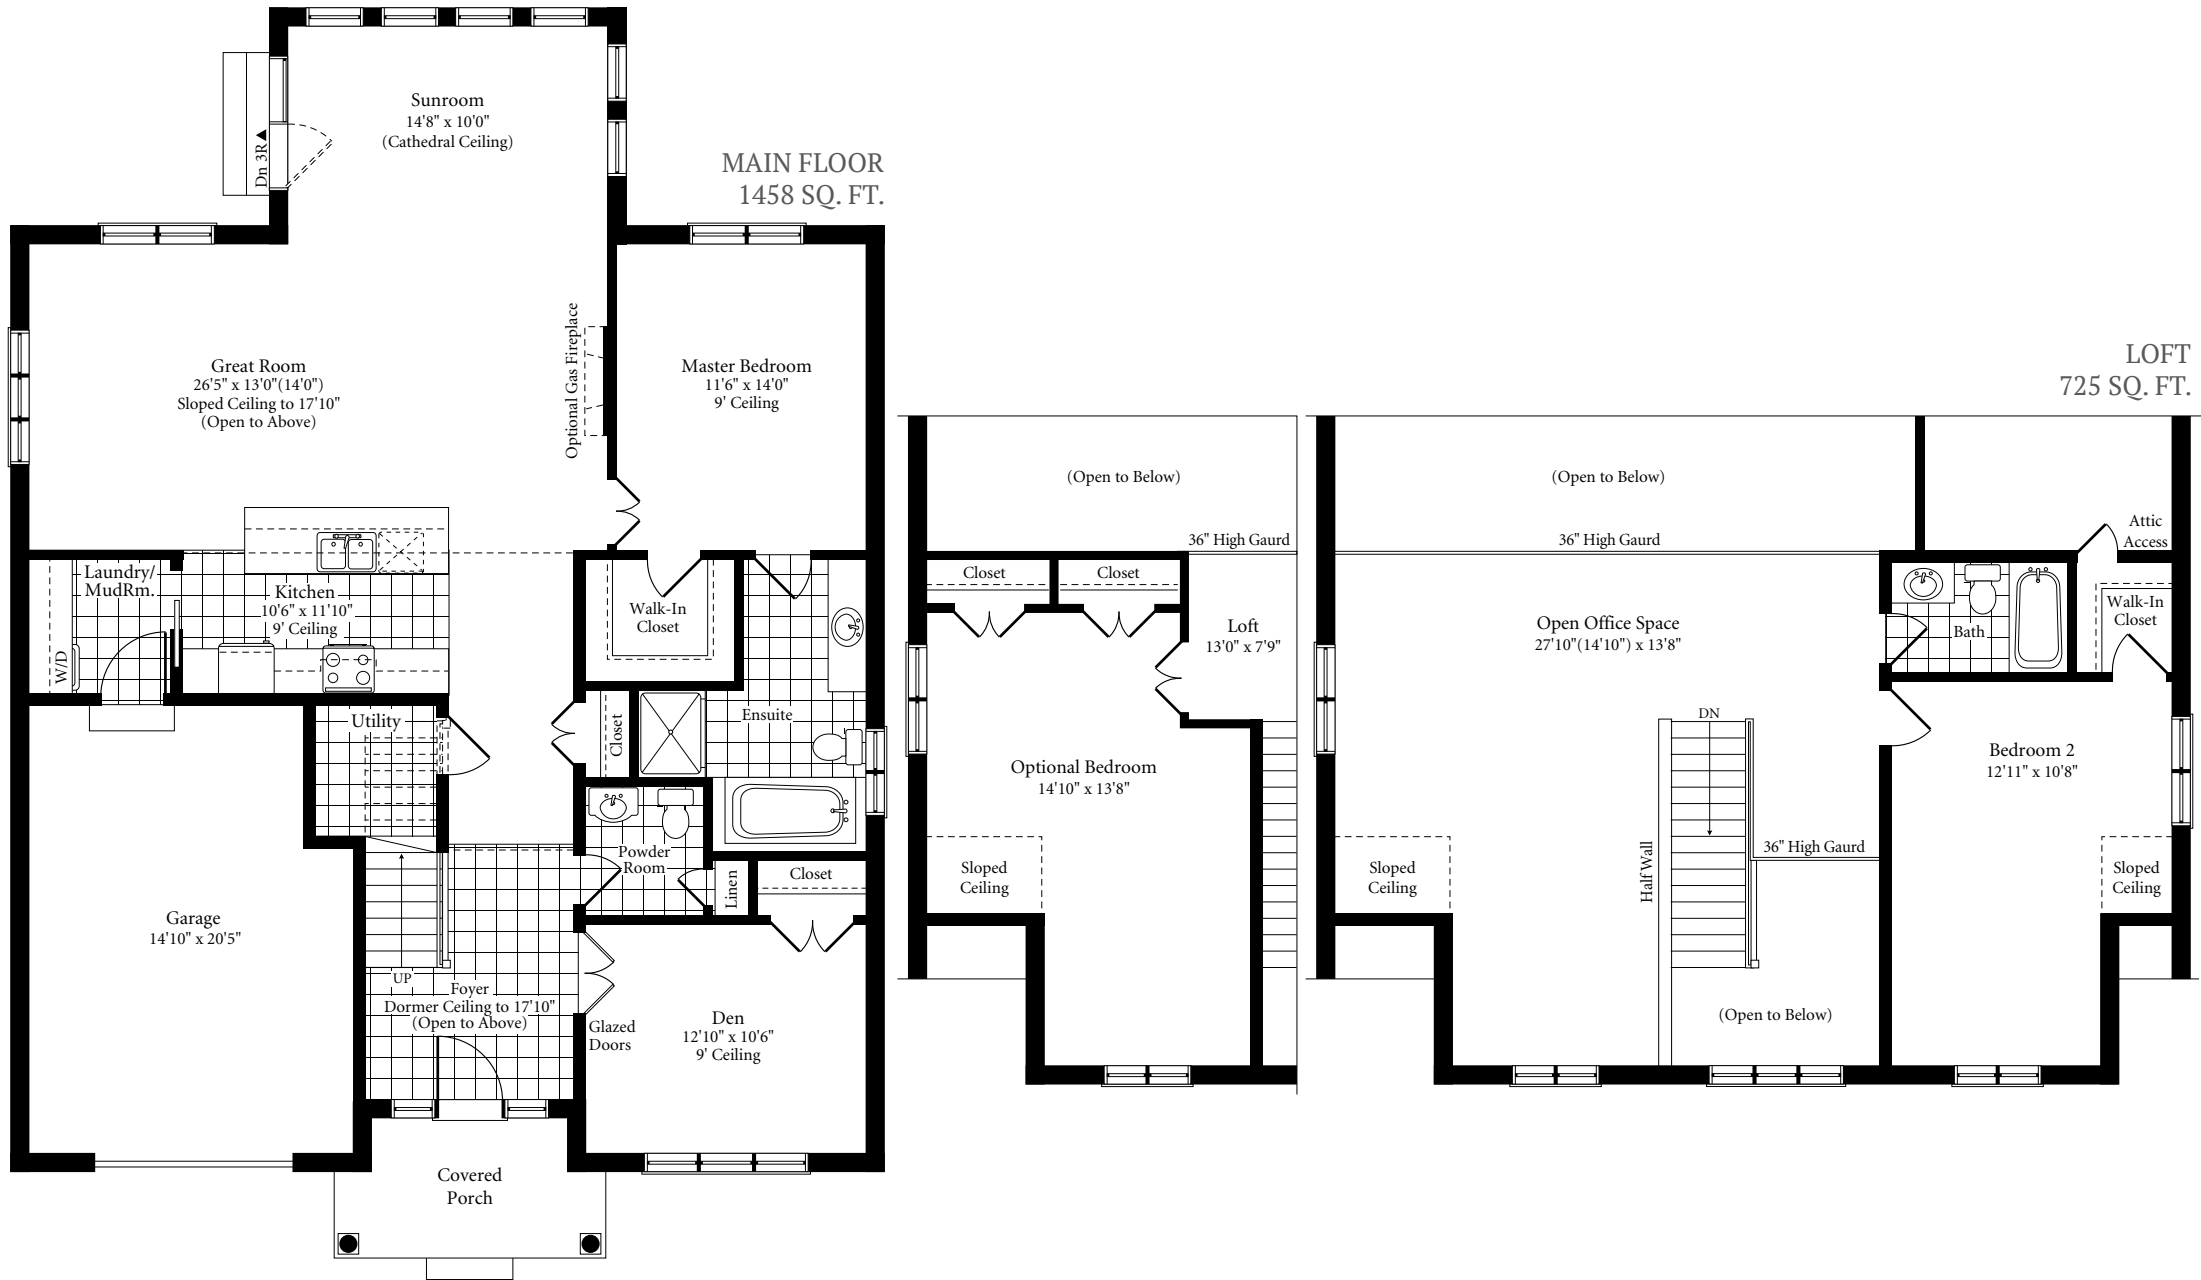 Sunroom
14'8" x 10'0"
(Cathedral Ceiling)
Dn 3R
MAIN FLOOR
1458 SQ. FT.
Great Room
26'5" x 13'0"(14'0")
Sloped Ceiling to 17'10"
(Open to Above)
Optional Gas Fireplace
Master Bedroom
11'6" x 14'0"
9' Ceiling
Laundry/
MudRm.
W/D
Kitchen
10'6" x 11'10"
9' Ceiling
Walk-In
Closet
Utility
Closet
Ensuite
Powder
Room
Linen
Closet
Garage
14'10" x 20'5"
UP
Foyer
Dormer Ceiling to 17'10"
(Open to Above)
Glazed
Doors
Den
12'10" x 10'6"
9' Ceiling
Covered
Porch
(Open to Below)
36" High Gaurd
Closet
Closet
Loft
13'0" x 7'9"
Optional Bedroom
14'10" x 13'8"
Sloped
Ceiling
LOFT
725 SQ. FT.
(Open to Below)
36" High Gaurd
Attic
Access
Open Office Space
27'10"(14'10") x 13'8"
Bath
Walk-In
Closet
DN
Bedroom 2
12'11" x 10'8"
36" High Gaurd
Half Wall
Sloped
Ceiling
Sloped
Ceiling
(Open to Below)